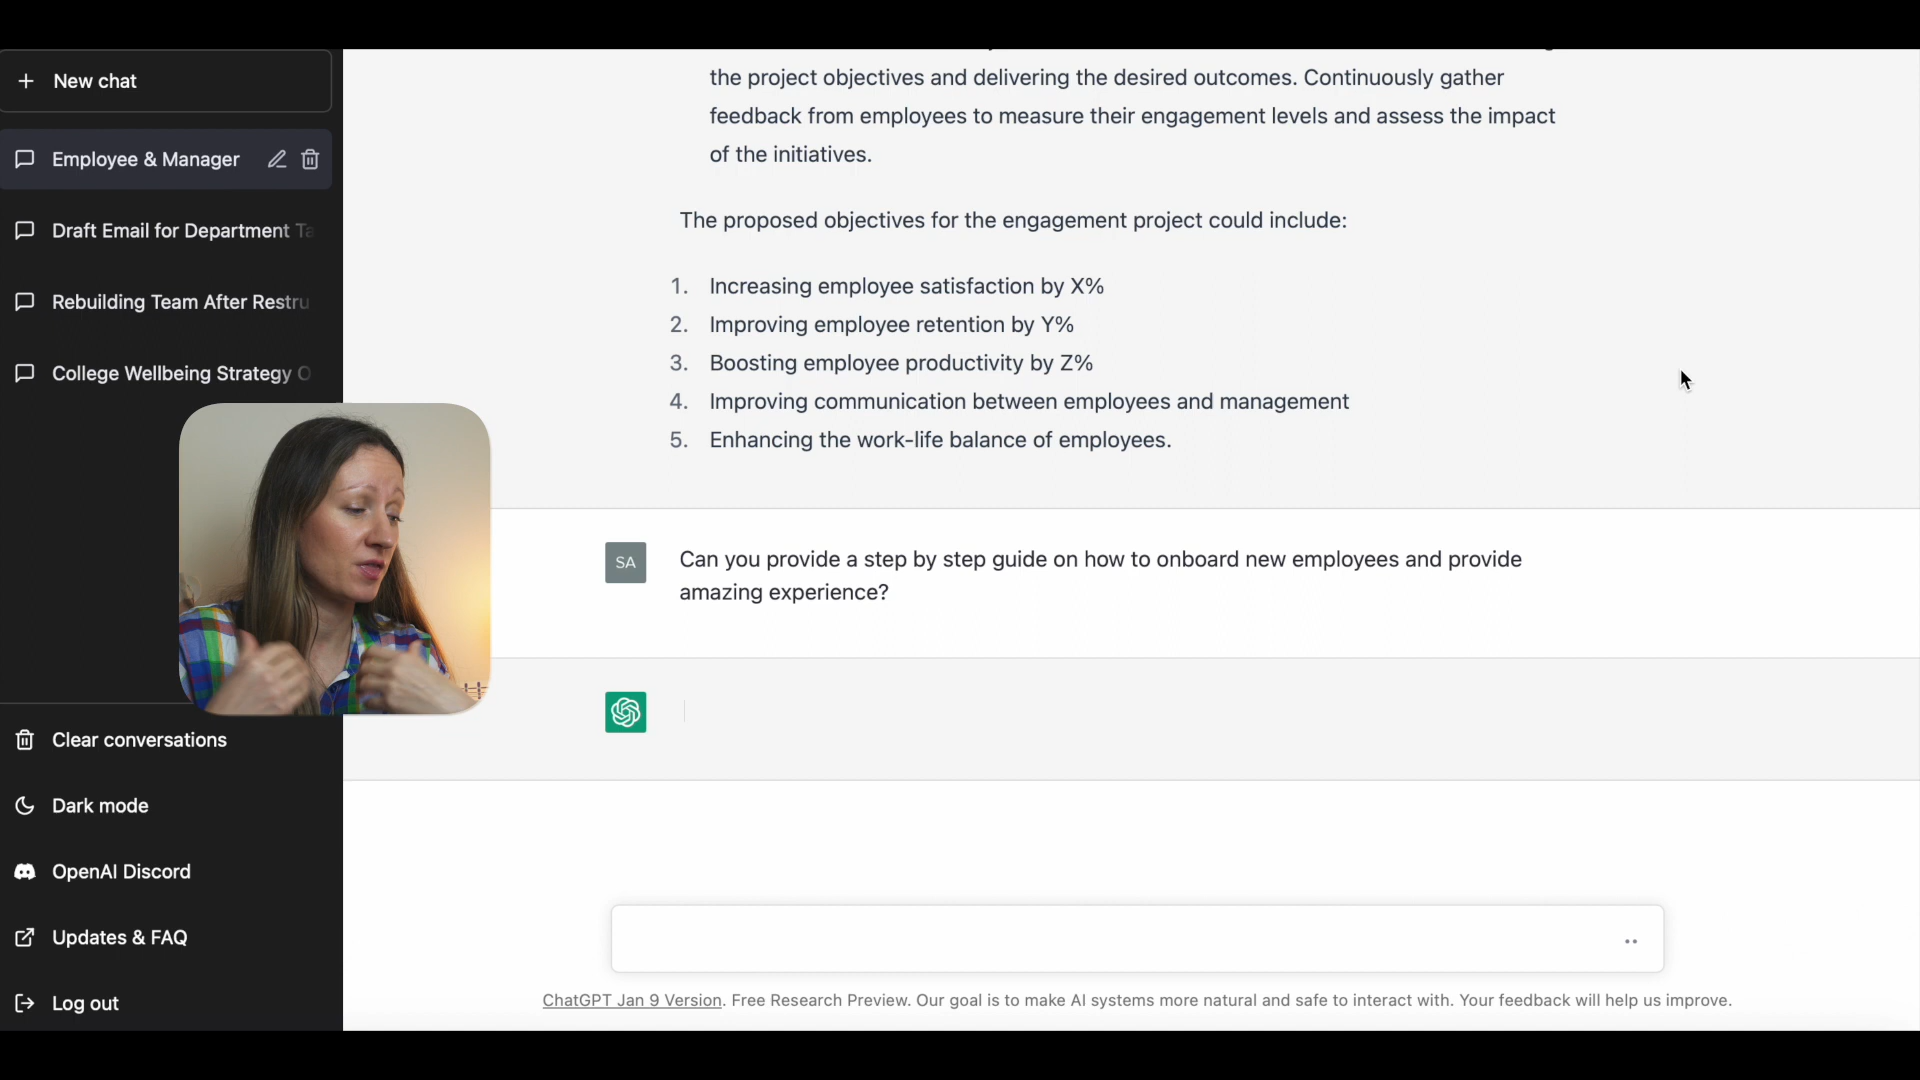 New chat
Employee & Manager
Draft Email for Department Ta
Rebuilding Team After Restru
College Wellbeing Strategy O
Clear conversations
Dark mode
OpenAI Discord
Updates & FAQ
Log out
the project objectives and delivering the desired outcomes. Continuously gather
feedback from employees to measure their engagement levels and assess the impact
of the initiatives.
The proposed objectives for the engagement project could include:
1. Increasing employee satisfaction by X%
2. Improving employee retention by Y%
3. Boosting employee productivity by Z%
4. Improving communication between employees and management
5. Enhancing the work-life balance of employees.
SA
Can you provide a step by step guide on how to onboard new employees and provide
amazing experience?
ChatGPT Jan 9 Version. Free Research Preview. Our goal is to make AI systems more natural and safe to interact with. Your feedback will help us improve.